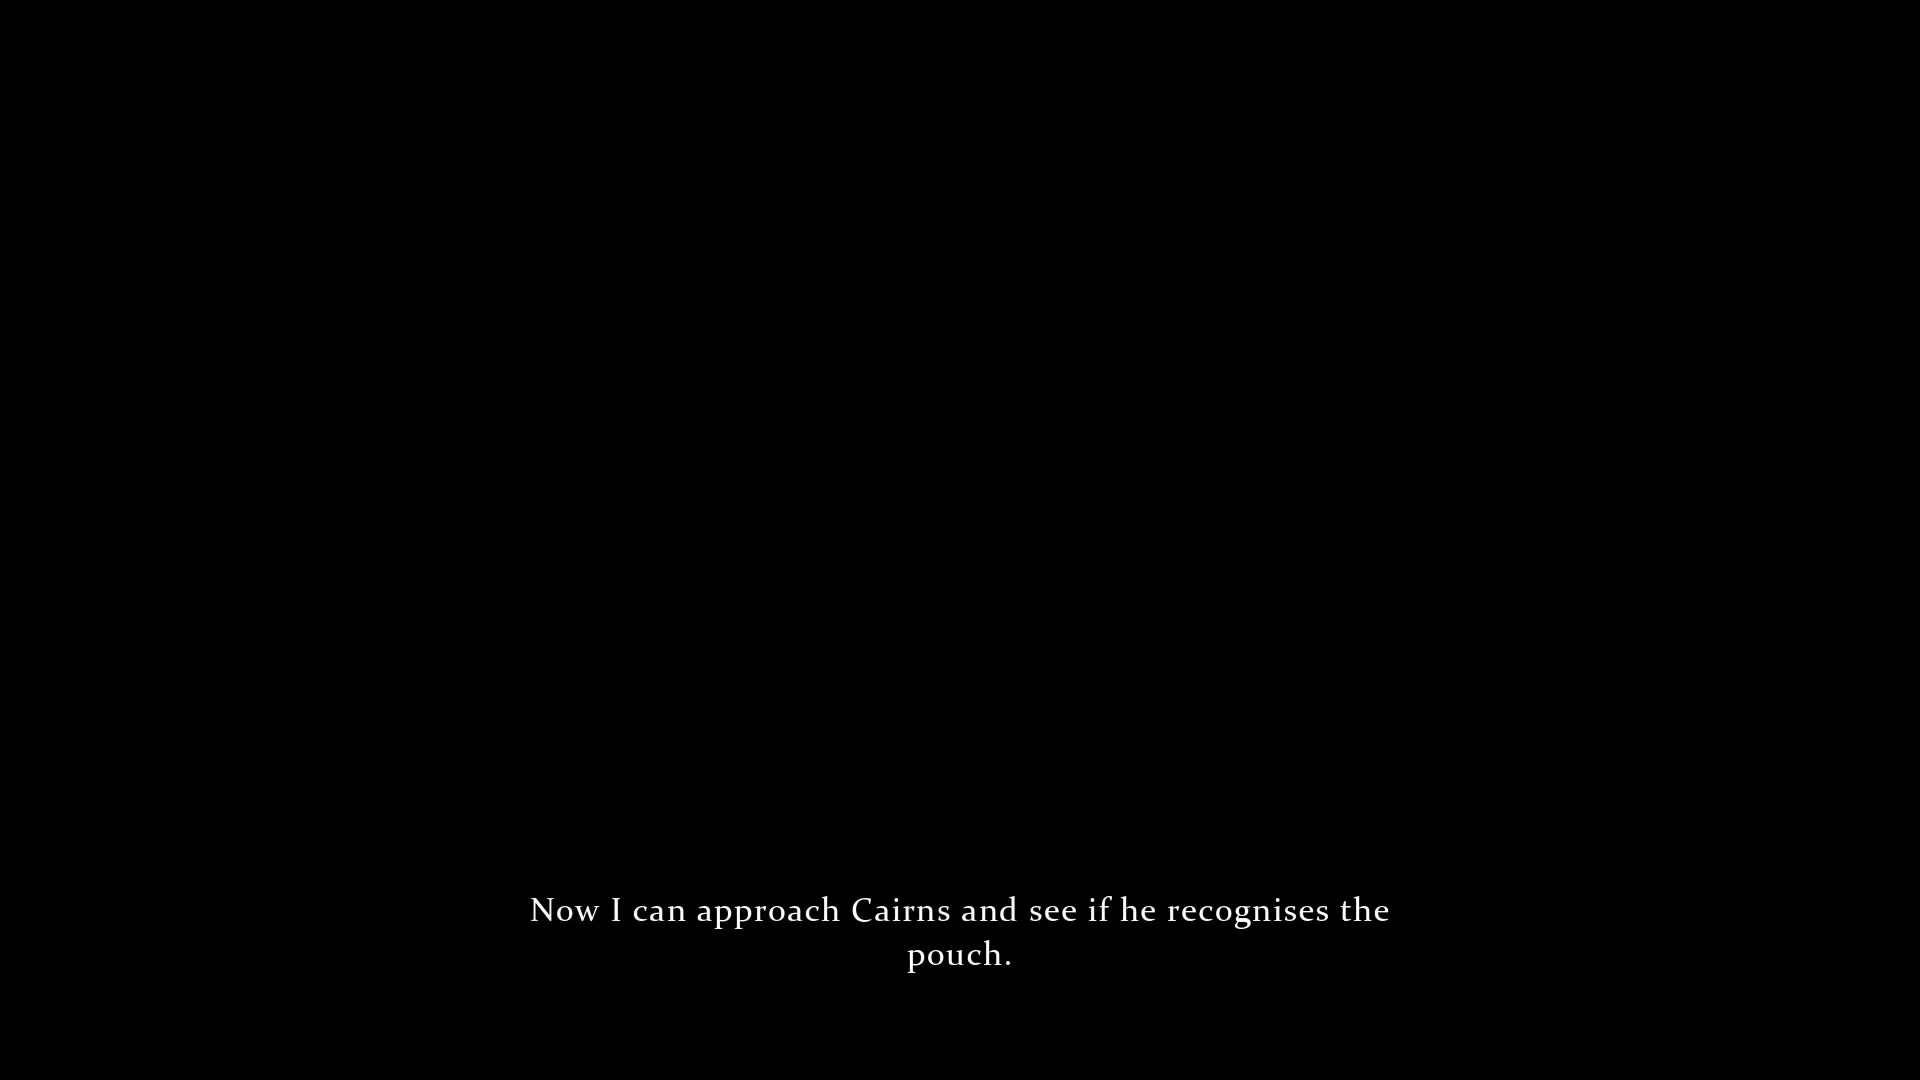 Now I can approach Cairns and see if he recognises the
pouch.